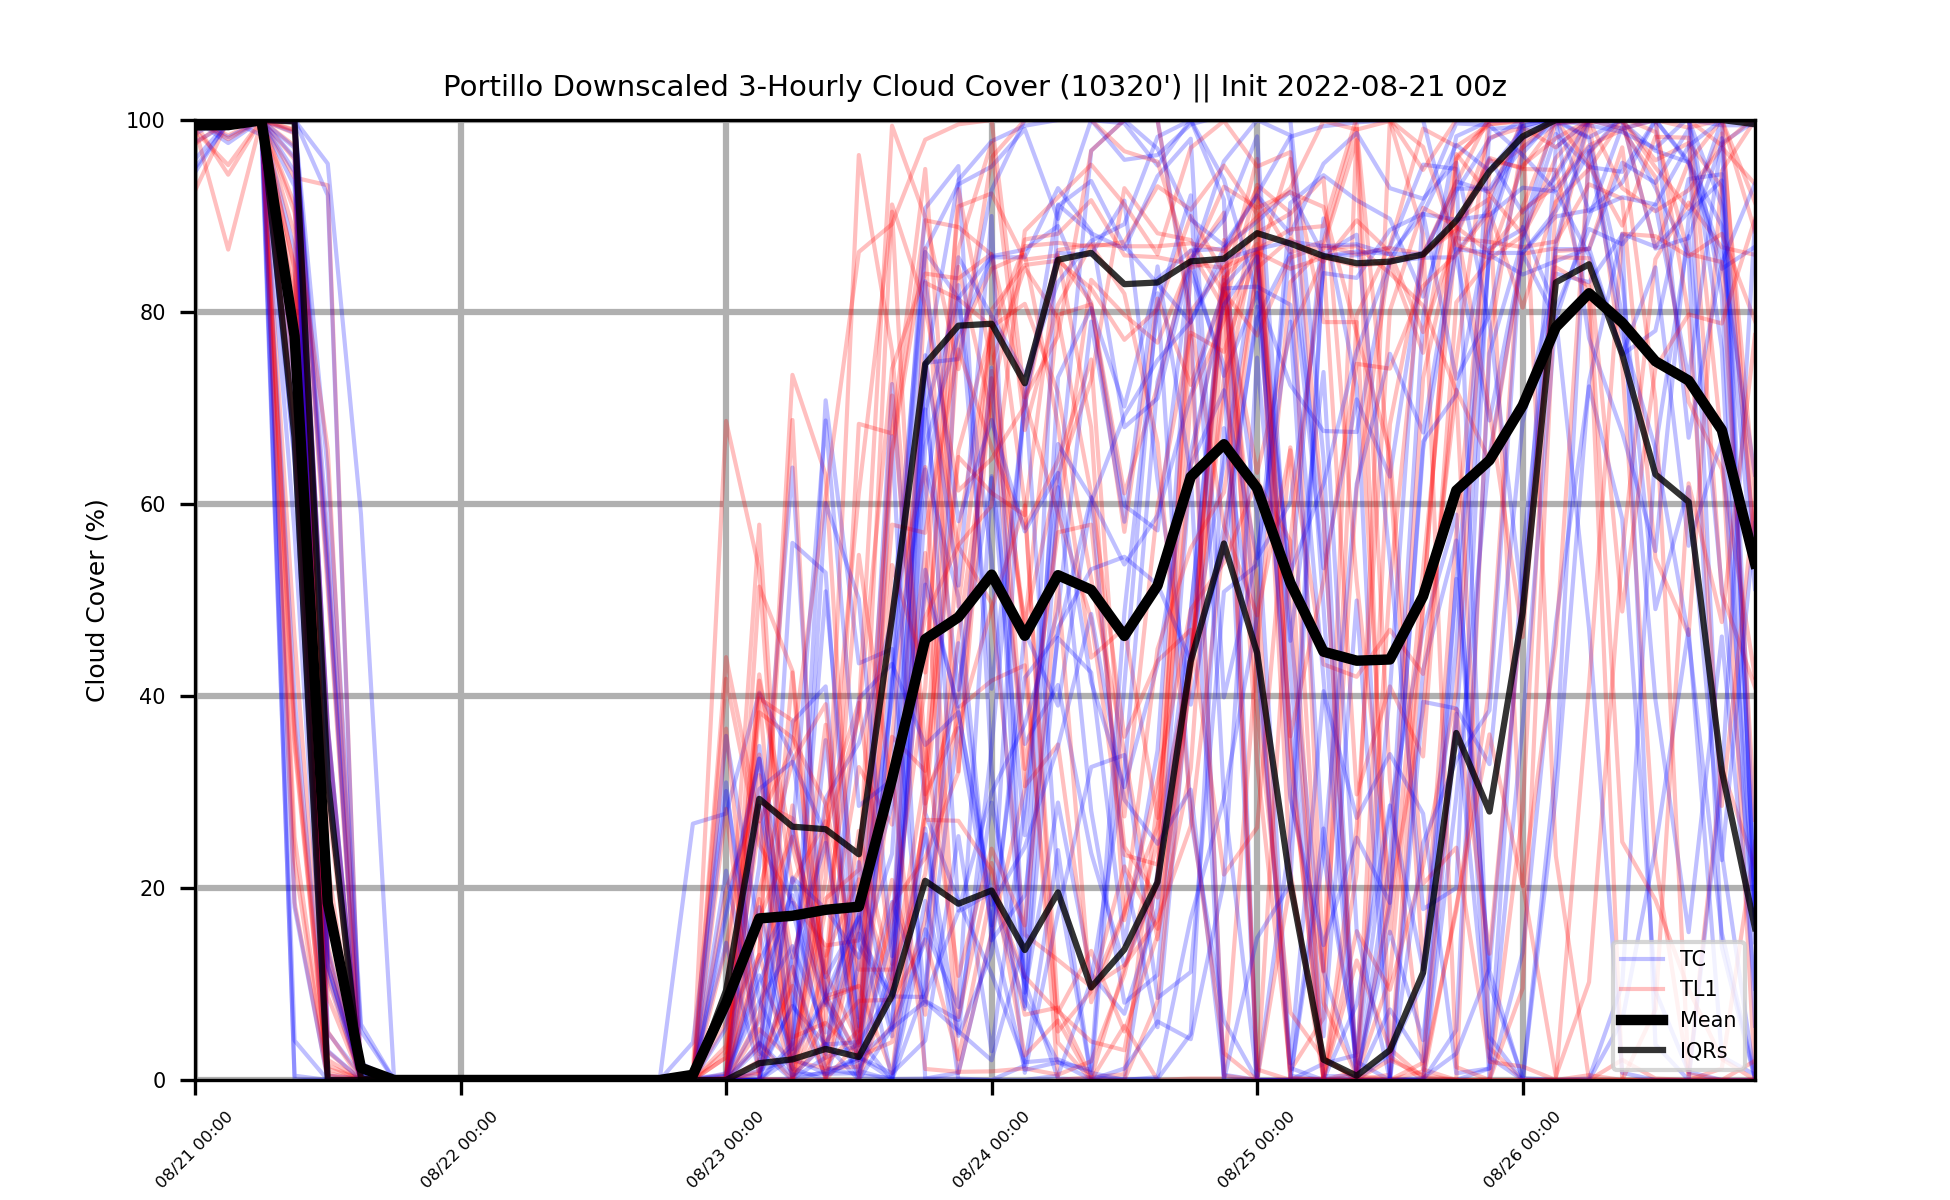 Portillo Downscaled 3-Hourly Cloud Cover (10320') || Init 2022-08-21 00z
Cloud Cover (%)
100
80
60
40
20
0
08/21 00:00
08/22 00:00
08/23 00:00
08/24 00:00
08/25 00:00
08/26 00:00
TC
TL1
Mean
IQRs